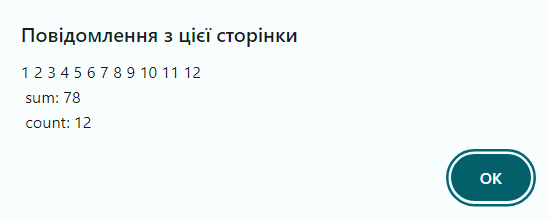 Повідомлення з цієї сторінки
1 2 3 4 5 6 7 8 9 10 11 12
sum: 78
count: 12
ОК